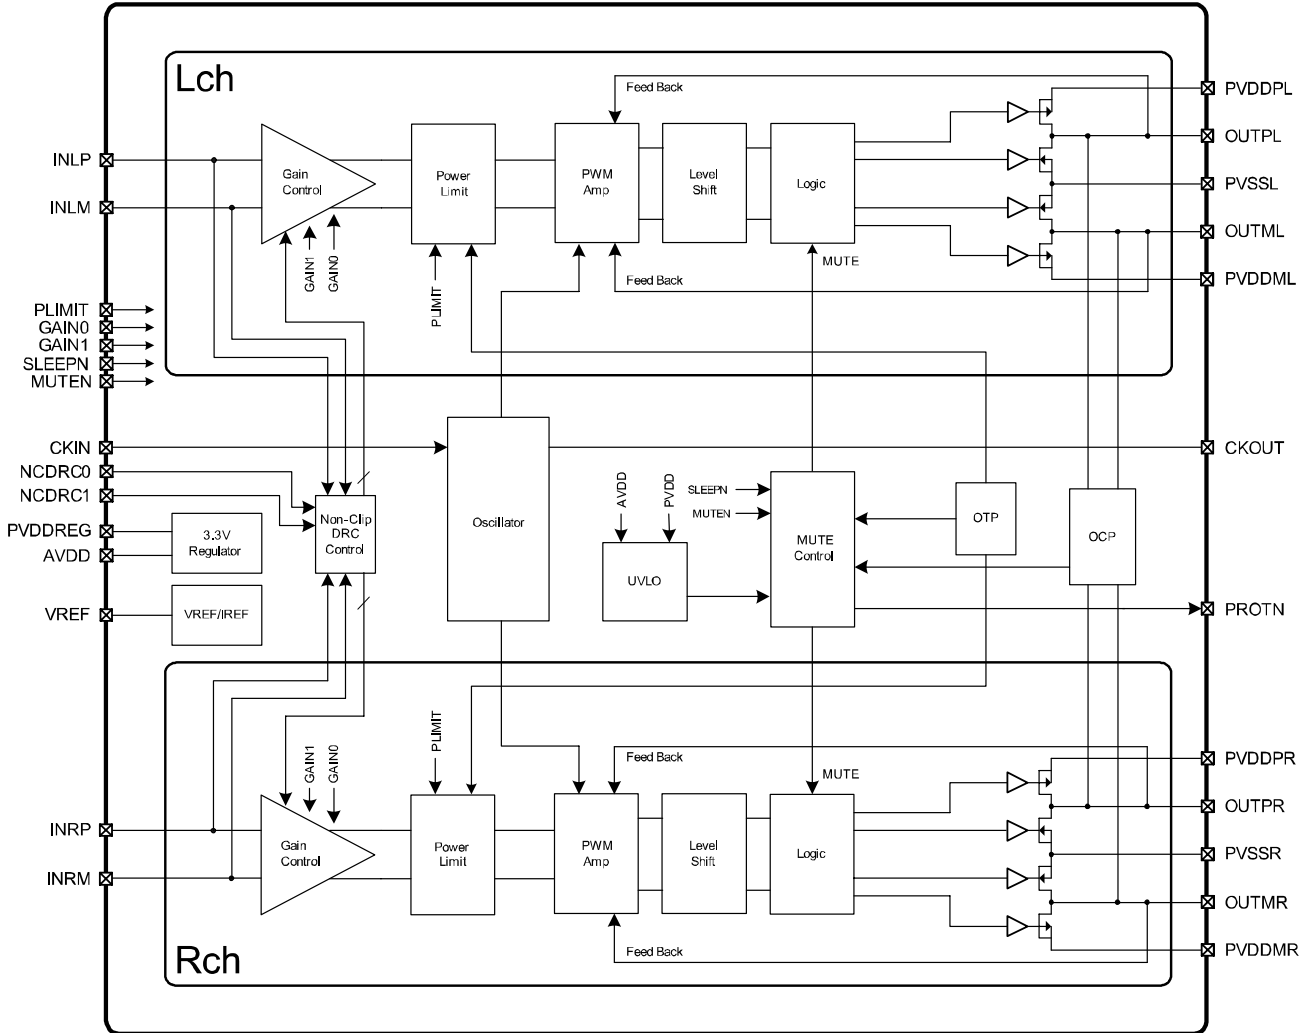 Lch
Feed Back
PVDDPL
OUTPL
PVSSL
OUTML
PVDDML
INLP
INLM
Gain
Control
Power
Limit
PWM
Amp
Level
Shift
Logic
GAIN1
GAIN0
PLIMIT
Feed Back
MUTE
PLIMIT
GAIN0
GAIN1
SLEEPN
MUTEN
CKIN
CKOUT
NCDRC0
NCDRC1
PVDDREG
AVDD
VREF
3.3V
Regulator
VREF/IREF
Non-Clip
DRC
Control
Oscillator
AVDD
PVDD
UVLO
SLEEPN
MUTEN
MUTE
Control
OTP
OCP
PROTN
PLIMIT
GAIN1
GAIN0
Feed Back
MUTE
PVDDPR
OUTPR
PVSSR
OUTMR
PVDDMR
INRP
INRM
Gain
Control
Power
Limit
PWM
Amp
Level
Shift
Logic
Feed Back
Rch